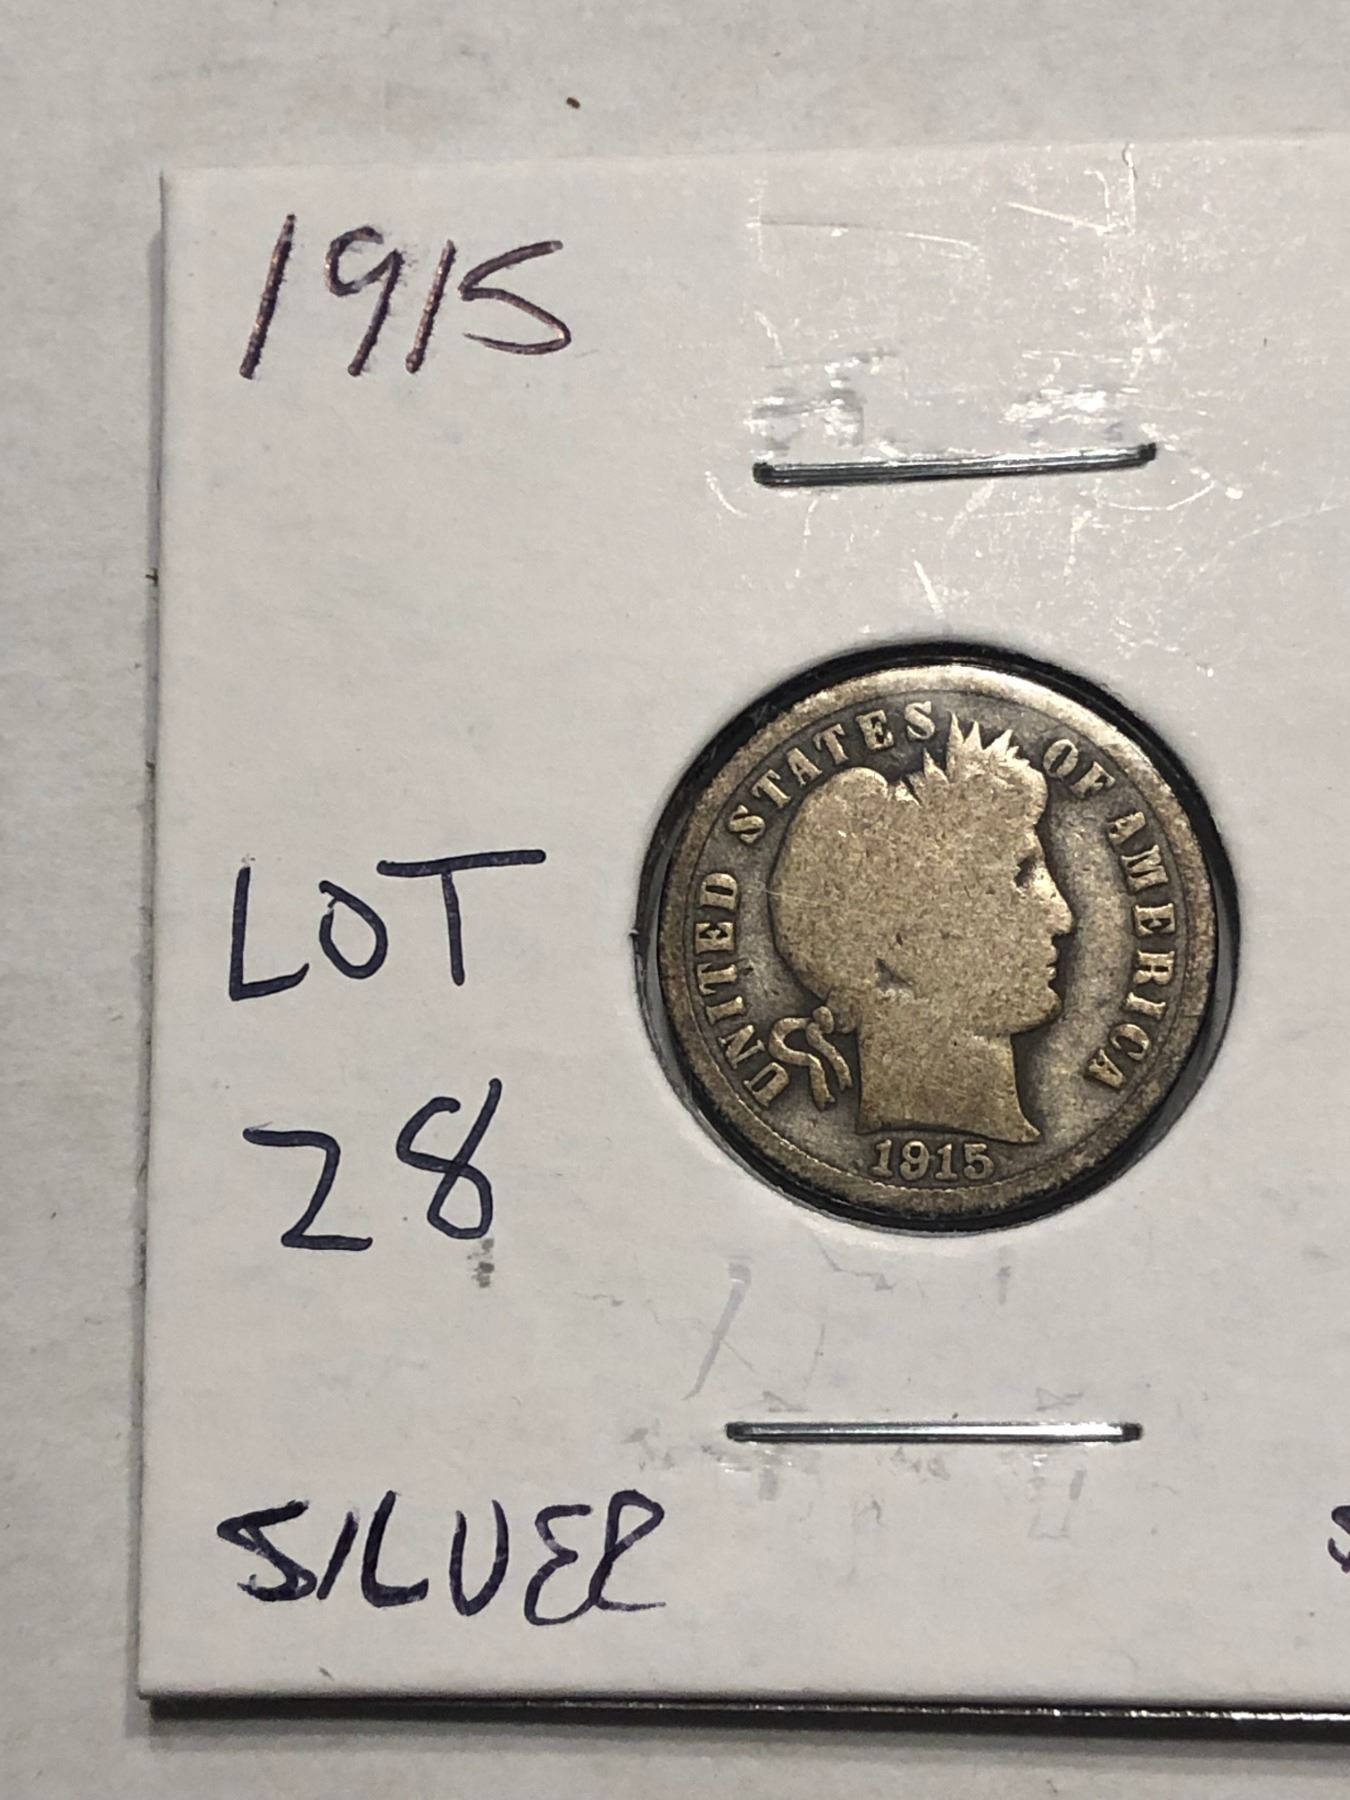 1915
LOT
28
SILVER
UNITED STATES OF AMERICA
1915